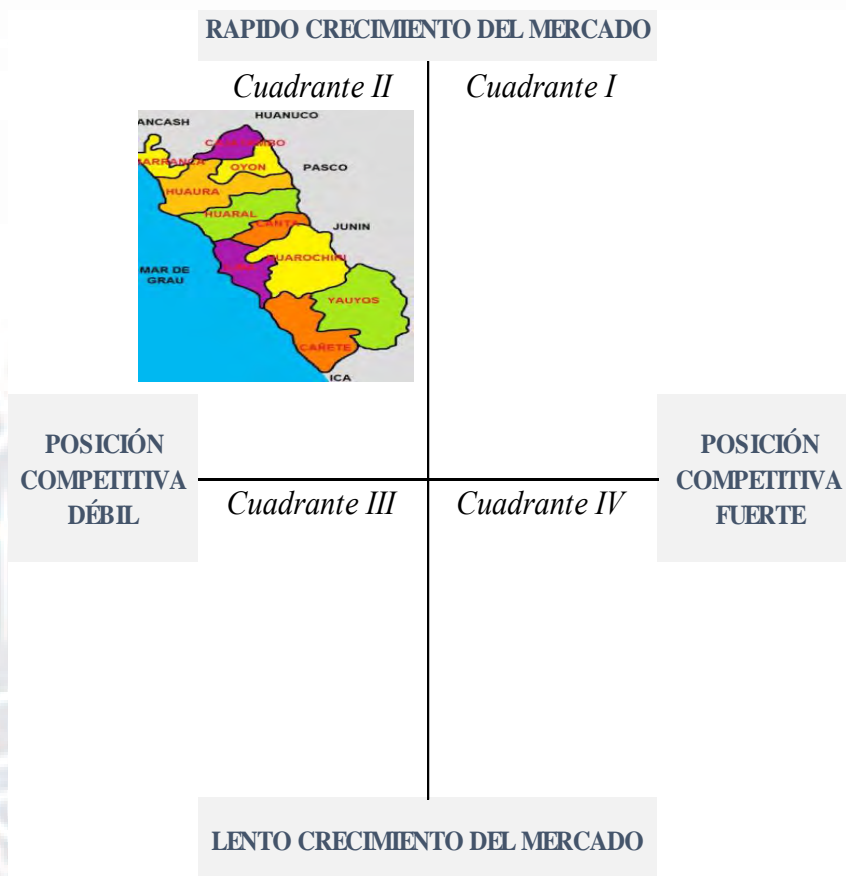 RAPIDO CRECIMIENTO DEL MERCADO
Cuadrante II
Cuadrante I
ANCASH
HUANUCO
OYON
PASCO
HUAURA
HUARAL
CANTA
JUNIN
MAR DE
GRAU
YAUYOS
CAÑETE
ICA
POSICIÓN
COMPETITIVA
DÉBIL
POSICIÓN
COMPETITIVA
FUERTE
Cuadrante III
Cuadrante IV
LENTO CRECIMIENTO DEL MERCADO